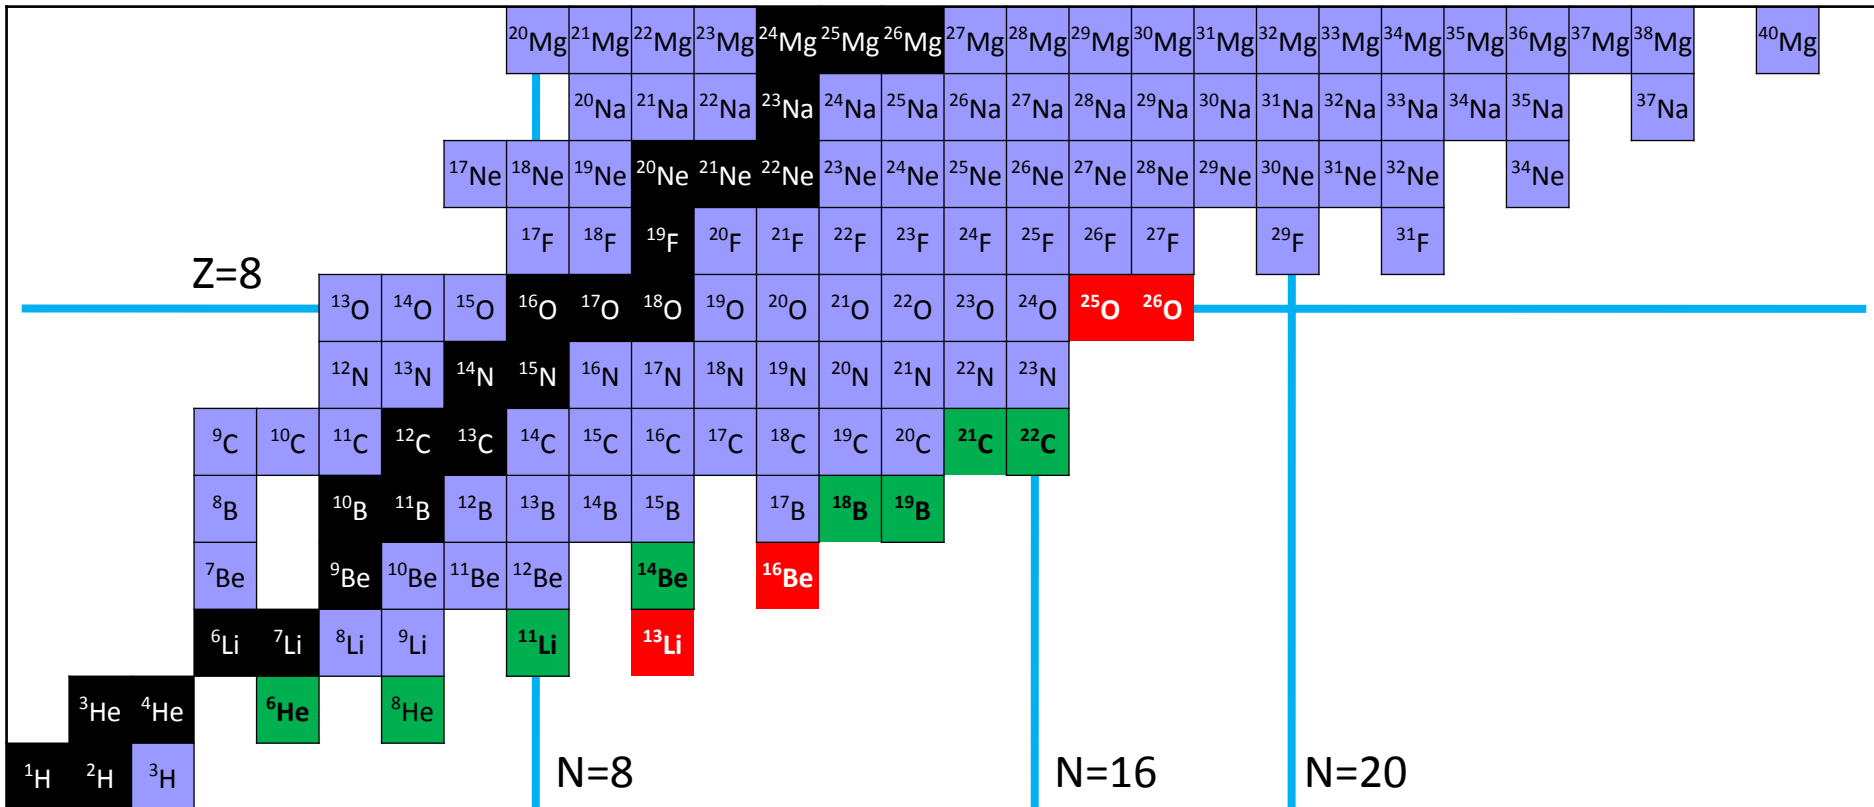 ²⁰Mg ²¹Mg ²²Mg ²³Mg ²⁴Mg ²⁵Mg ²⁶Mg ²⁷Mg ²⁸Mg ²⁹Mg ³⁰Mg ³¹Mg ³²Mg ³³Mg ³⁴Mg ³⁵Mg ³⁶Mg ³⁷Mg ³⁸Mg ⁴⁰Mg
²⁰Na ²¹Na ²²Na ²³Na ²⁴Na ²⁵Na ²⁶Na ²⁷Na ²⁸Na ²⁹Na ³⁰Na ³¹Na ³²Na ³³Na ³⁴Na ³⁵Na ³⁷Na
¹⁷Ne ¹⁸Ne ¹⁹Ne ²⁰Ne ²¹Ne ²²Ne ²³Ne ²⁴Ne ²⁵Ne ²⁶Ne ²⁷Ne ²⁸Ne ²⁹Ne ³⁰Ne ³¹Ne ³²Ne ³⁴Ne
¹⁷F ¹⁸F ¹⁹F ²⁰F ²¹F ²²F ²³F ²⁴F ²⁵F ²⁶F ²⁷F ²⁹F ³¹F
Z=8
¹³O ¹⁴O ¹⁵O ¹⁶O ¹⁷O ¹⁸O ¹⁹O ²⁰O ²¹O ²²O ²³O ²⁴O ²⁵O ²⁶O
¹²N ¹³N ¹⁴N ¹⁵N ¹⁶N ¹⁷N ¹⁸N ¹⁹N ²⁰N ²¹N ²²N ²³N
⁹C ¹⁰C ¹¹C ¹²C ¹³C ¹⁴C ¹⁵C ¹⁶C ¹⁷C ¹⁸C ¹⁹C ²⁰C ²¹C ²²C
⁸B ¹⁰B ¹¹B ¹²B ¹³B ¹⁴B ¹⁵B ¹⁷B ¹⁸B ¹⁹B
⁷Be ⁹Be ¹⁰Be ¹¹Be ¹²Be ¹⁴Be ¹⁶Be
⁶Li ⁷Li ⁸Li ⁹Li ¹¹Li ¹³Li
³He ⁴He ⁶He ⁸He
¹H ²H ³H N=8 N=16 N=20